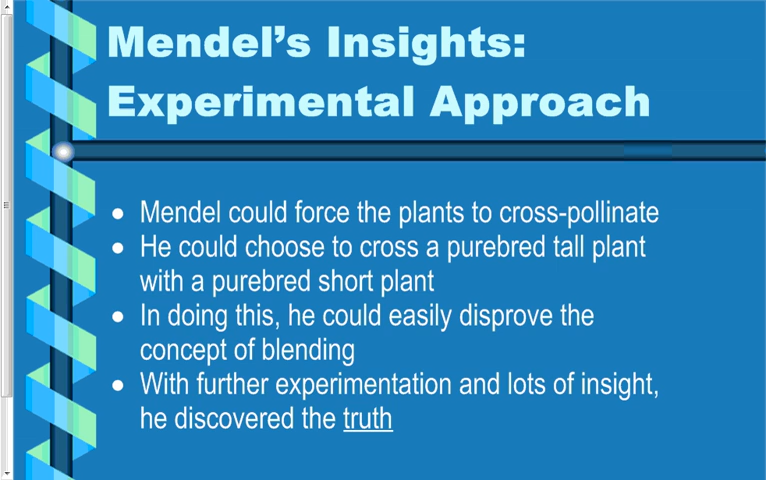 Mendel’s Insights:
Experimental Approach
• Mendel could force the plants to cross-pollinate
• He could choose to cross a purebred tall plant
with a purebred short plant
• In doing this, he could easily disprove the
concept of blending
• With further experimentation and lots of insight,
he discovered the truth